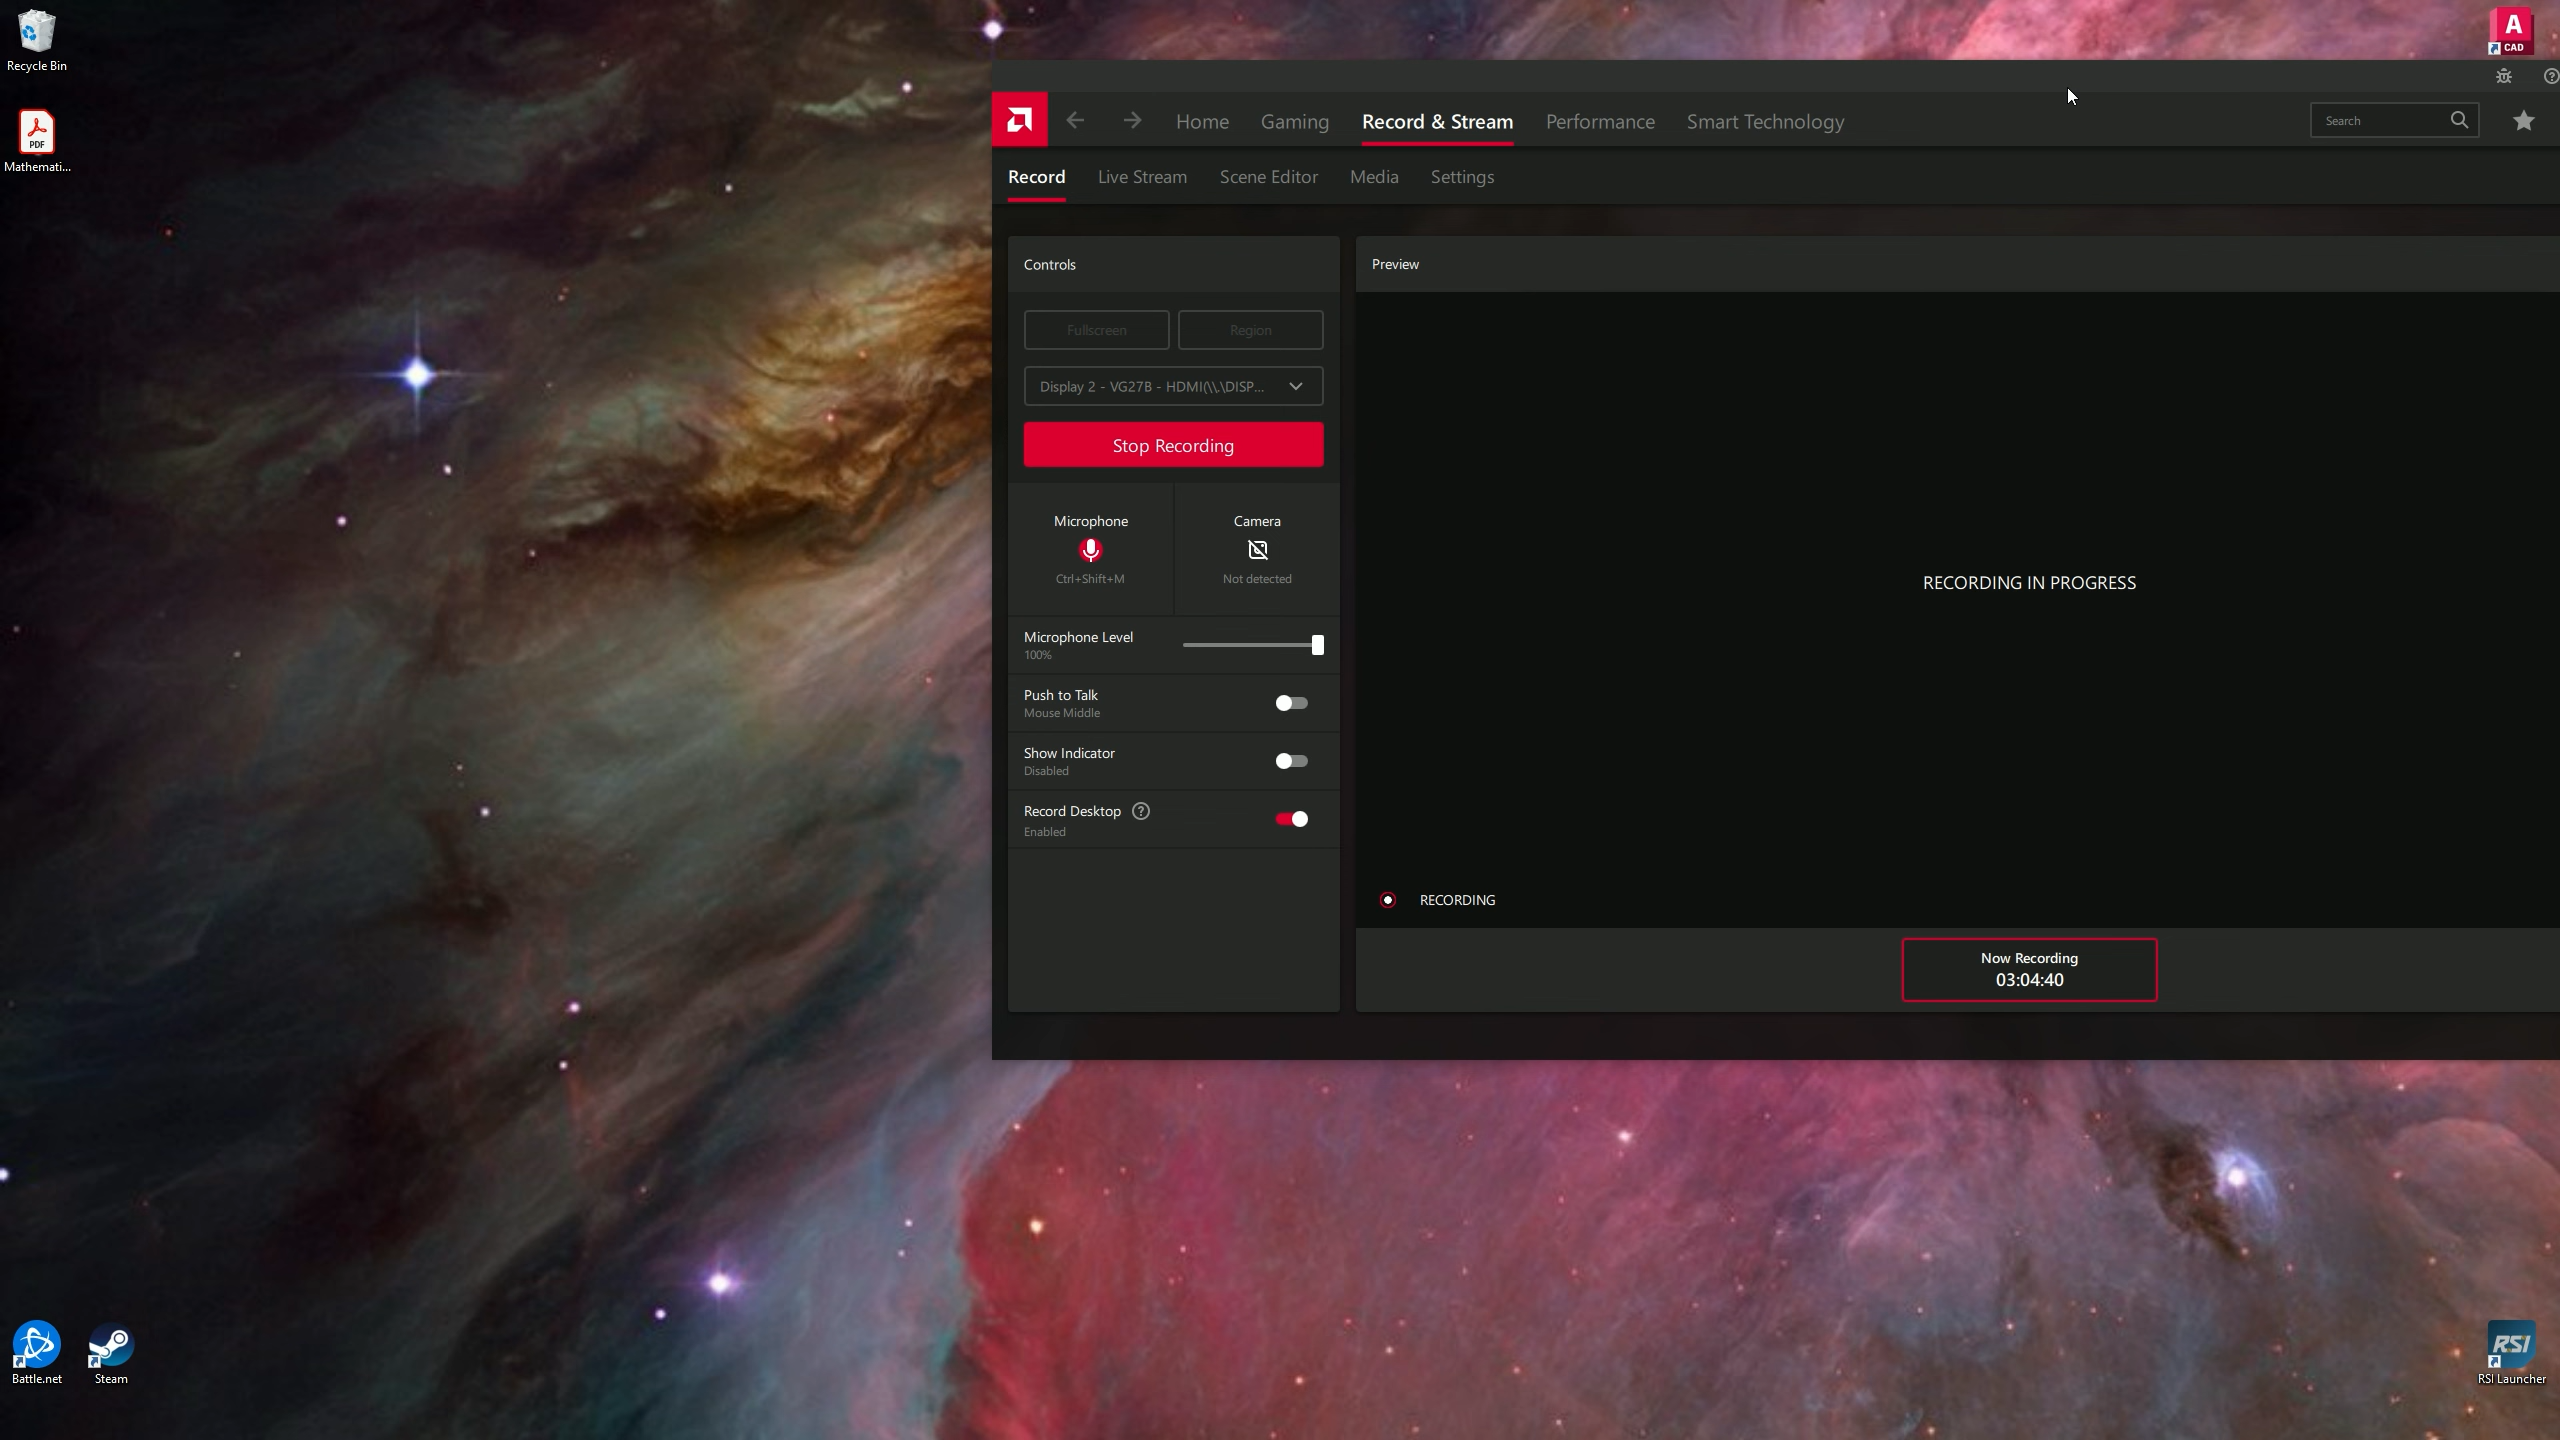 Recycle Bin
PDF
Mathemati...
A
CAD
Home
Gaming
Record & Stream
Performance
Smart Technology
Search
Record
Live Stream
Scene Editor
Media
Settings
Controls
Fullscreen
Region
Display 2 - VG27B - HDMI(\\.\DISP...
Stop Recording
Microphone
Ctrl+Shift+M
Camera
Not detected
Microphone Level
100%
Push to Talk
Mouse Middle
Show Indicator
Disabled
Record Desktop
Enabled
Preview
RECORDING IN PROGRESS
RECORDING
Now Recording
03:04:40
Battle.net
Steam
RSI
RSI Launcher